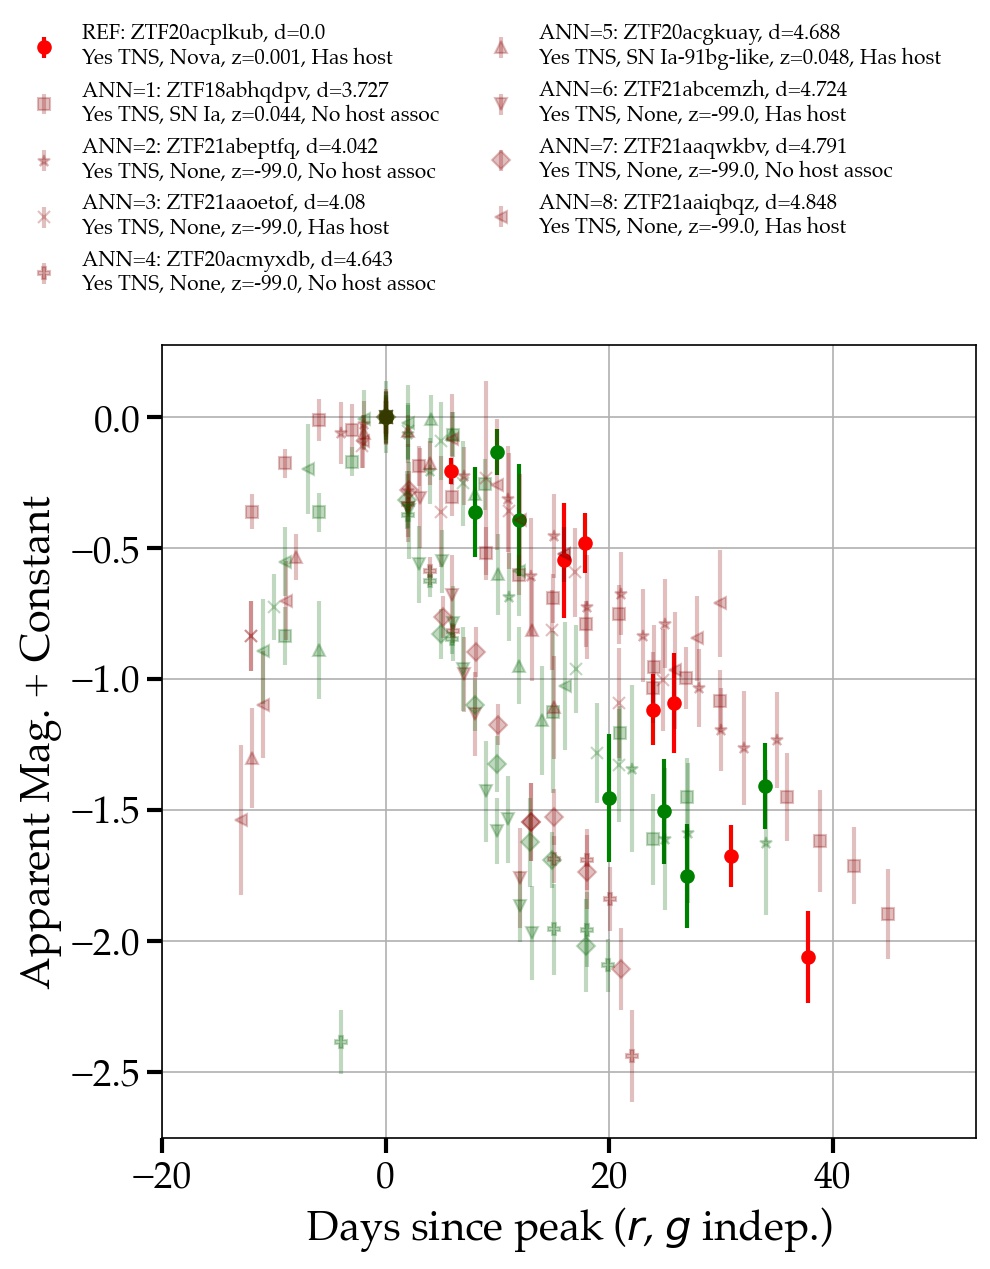 REF: ZTF20acplkub, d=0.0
Yes TNS, Nova, z=0.001, Has host
ANN=1: ZTF18abhqdpv, d=3.727
Yes TNS, SN Ia, z=0.044, No host assoc
ANN=2: ZTF21abeptfq, d=4.042
Yes TNS, None, z=-99.0, No host assoc
ANN=3: ZTF21aaoetof, d=4.08
Yes TNS, None, z=-99.0, Has host
ANN=4: ZTF20acmyxdb, d=4.643
Yes TNS, None, z=-99.0, No host assoc
ANN=5: ZTF20acgkuay, d=4.688
Yes TNS, SN Ia-91bg-like, z=0.048, Has host
ANN=6: ZTF21abcemzh, d=4.724
Yes TNS, None, z=-99.0, Has host
ANN=7: ZTF21aaqwkbv, d=4.791
Yes TNS, None, z=-99.0, No host assoc
ANN=8: ZTF21aaiqbqz, d=4.848
Yes TNS, None, z=-99.0, Has host
Apparent Mag. + Constant
0.0
−0.5
−1.0
−1.5
−2.0
−2.5
−20
0
20
40
Days since peak (r, g indep.)